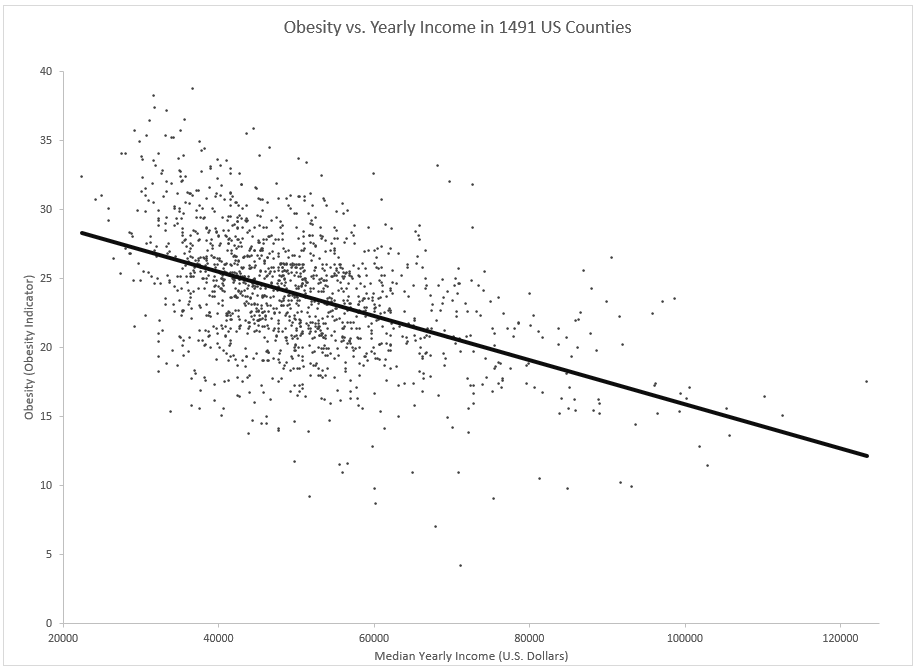 Obesity vs. Yearly Income in 1491 US Counties
40
35
30
25
20
15
10
5
0
Obesity (Obesity Indicator)
20000 40000 60000 80000 100000 120000
Median Yearly Income (U.S. Dollars)